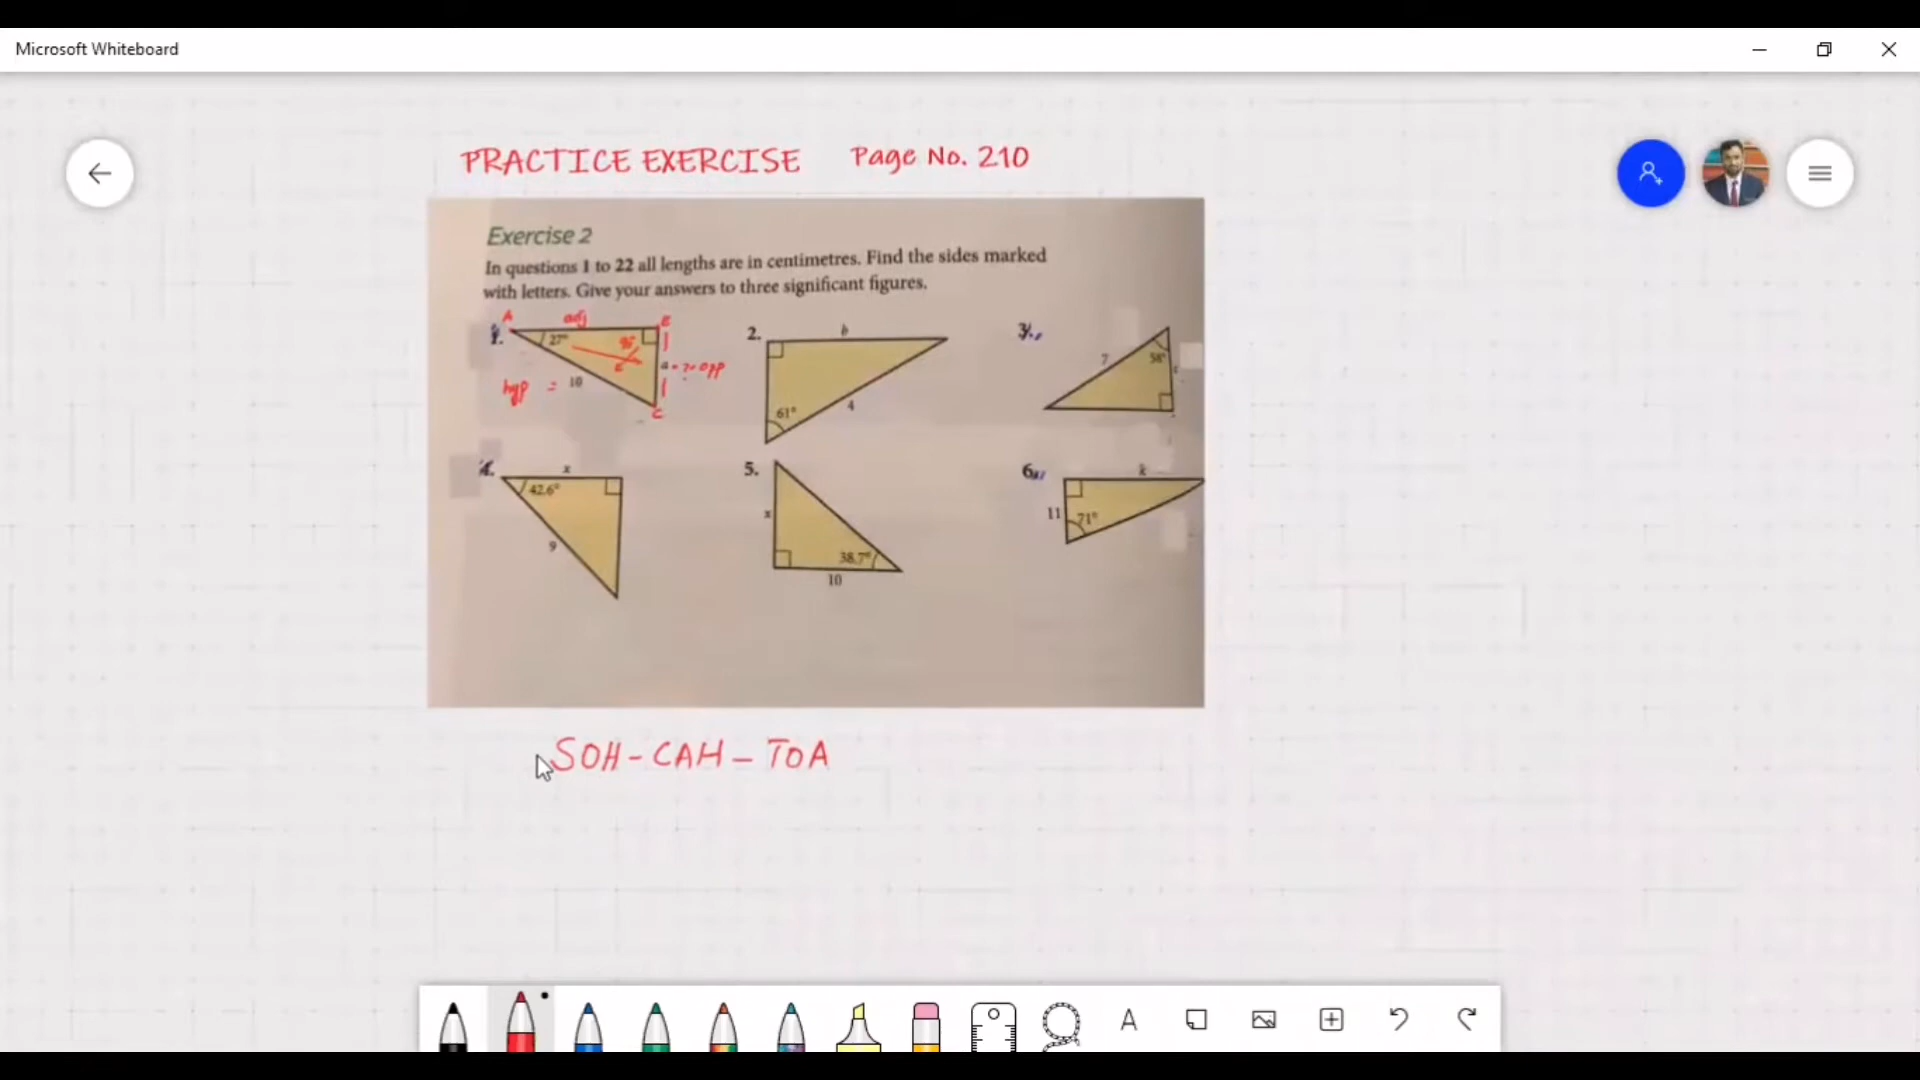 Microsoft Whiteboard
PRACTICE EXERCISE Page No. 210
Exercise 2
In questions 1 to 22 all lengths are in centimetres. Find the sides marked
with letters. Give your answers to three significant figures.
A adj B
27°
hyp = 10
a = ? opp
C
2.
b
61°
4
3.
7
58°
c
4.
x
42.6°
9
5.
x
38.7°
10
6.
k
11
71°
SOH - CAH - TOA